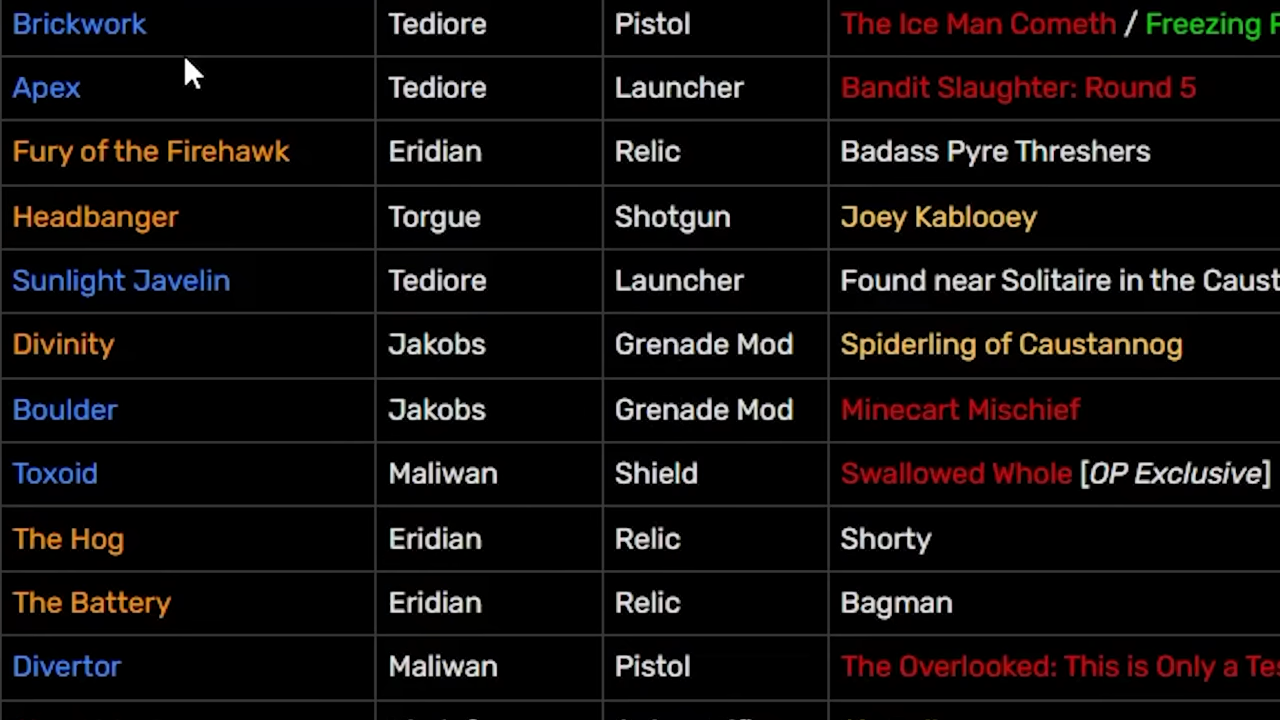 Brickwork Tediore Pistol The Ice Man Cometh / Freezing
Apex Tediore Launcher Bandit Slaughter: Round 5
Fury of the Firehawk Eridian Relic Badass Pyre Threshers
Headbanger Torgue Shotgun Joey Kablooey
Sunlight Javelin Tediore Launcher Found near Solitaire in the
Divinity Jakobs Grenade Mod Spiderling of Caustannog
Boulder Jakobs Grenade Mod Minecart Mischief
Toxoid Maliwan Shield Swallowed Whole [OP Exclusive]
The Hog Eridian Relic Shorty
The Battery Eridian Relic Bagman
Divertor Maliwan Pistol The Overlooked: This is Only a